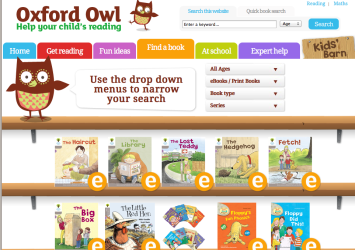 Oxford Owl
Help your child's reading
Reading | Maths
Search this website
Quick book search
Enter a keyword...
Age
Search
Home
Get reading
Fun ideas
Find a book
At school
Expert help
Kids' Barn
Use the drop down
menus to narrow
your search
All Ages
eBooks / Print Books
Book type
Series
The Haircut
The Library
The Lost
Teddy
The
Hedgehog
Fetch!
e
e
e
e
e
The
Big
Box
The Little
Red Hen
Floppy's
Floppy
Did This!
e
e
e